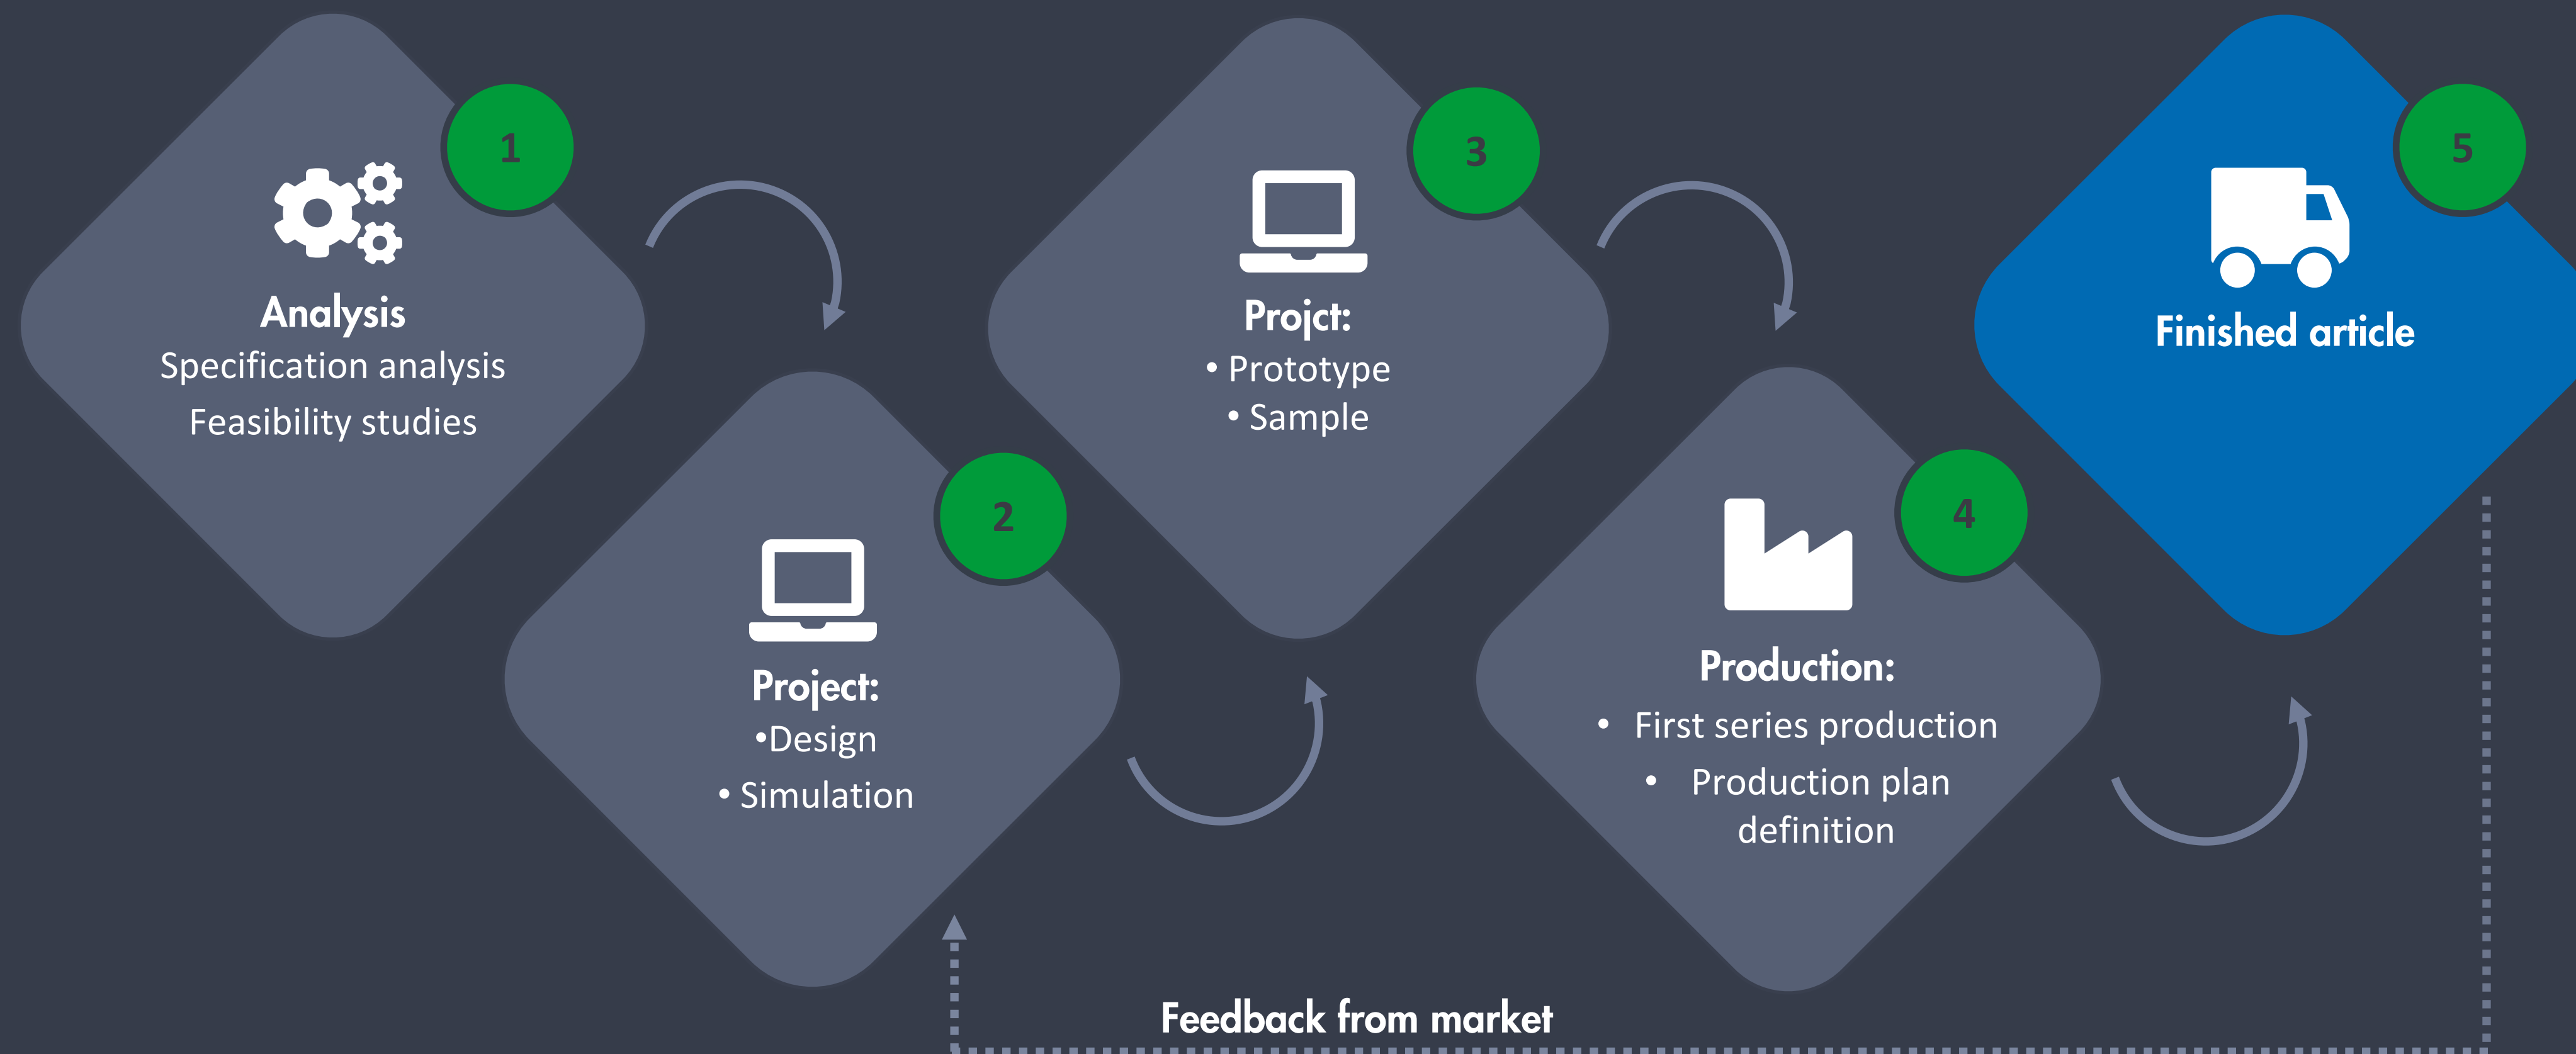 1
Analysis
Specification analysis
Feasibility studies
2
Project:
•Design
• Simulation
3
Projct:
• Prototype
• Sample
4
Production:
• First series production
• Production plan
definition
5
Finished article
Feedback from market